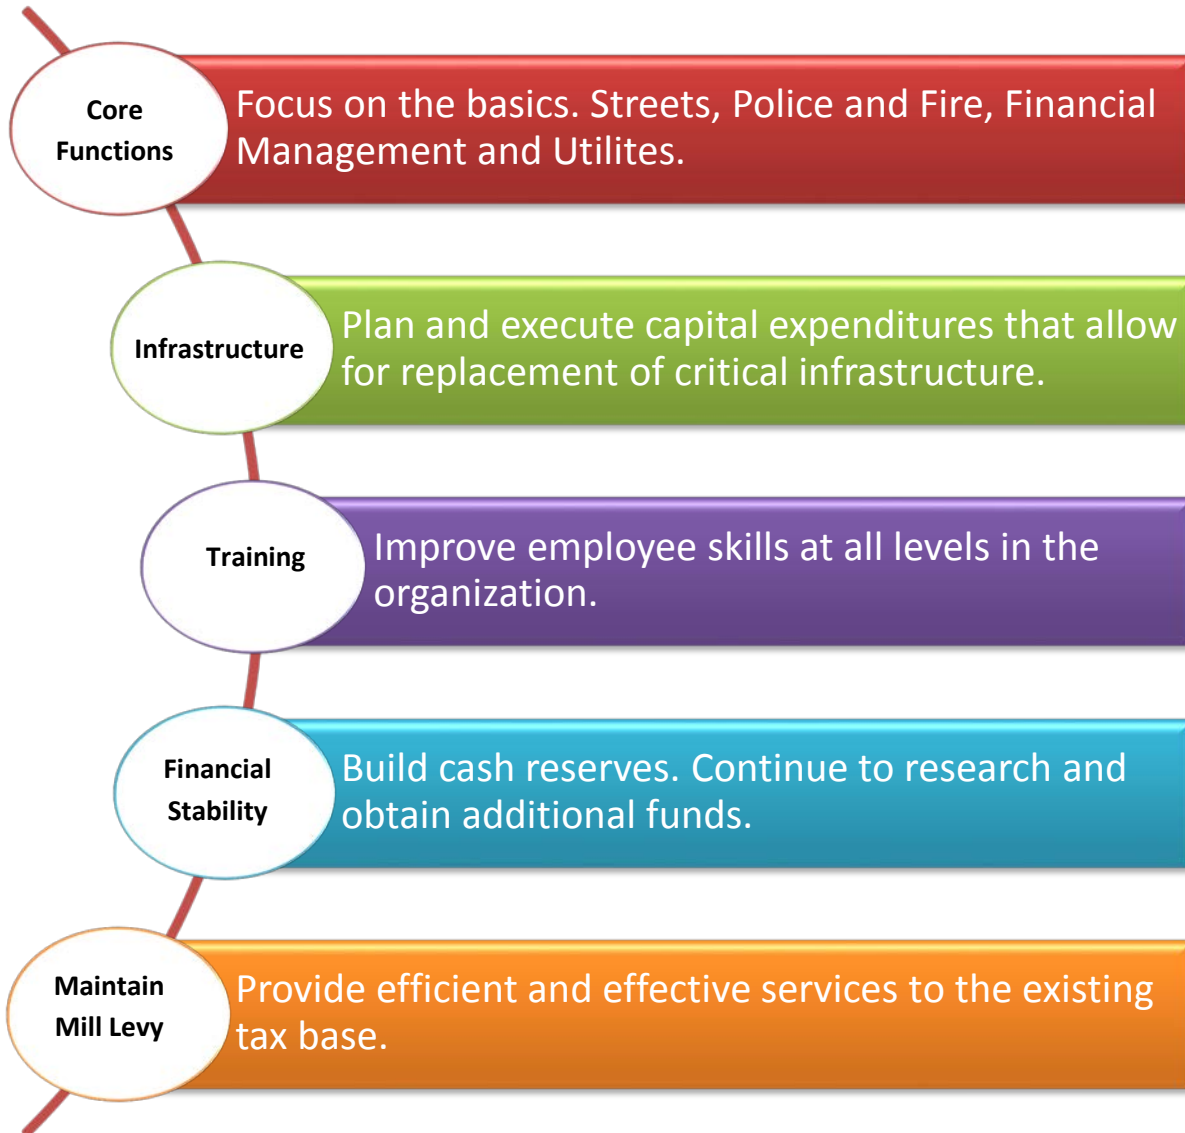 Core
Functions
Focus on the basics. Streets, Police and Fire, Financial
Management and Utilites.
Infrastructure
Plan and execute capital expenditures that allow
for replacement of critical infrastructure.
Training
Improve employee skills at all levels in the
organization.
Financial
Stability
Build cash reserves. Continue to research and
obtain additional funds.
Maintain
Mill Levy
Provide efficient and effective services to the existing
tax base.